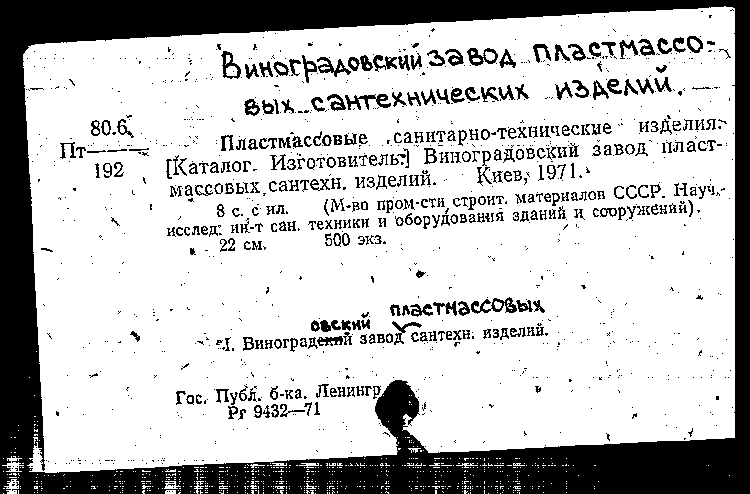 Виноградовский завод пластмассо-
вых сантехнических изделий.
80.6
Пт
192
Пластмассовые санитарно-технические изделия.
[Каталог. Изготовитель:] Виноградовский завод пласт-
массовых сантехн. изделий. Киев, 1971.
8 с. с ил. (М-во пром-сти строит. материалов СССР. Науч.-
исслед. ин-т сан. техники и оборудования зданий и сооружений).
22 см. 500 экз.
овский пластмассовых
I. Виноградский завод сантехн. изделий.
Гос. Публ. б-ка. Ленингр
Рг 9432—71